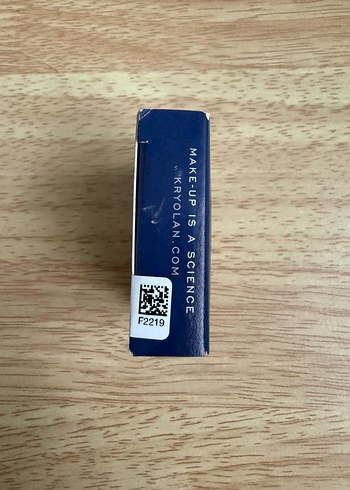 MAKE-UP IS A SCIENCE
KRYOLAN.COM
F2219